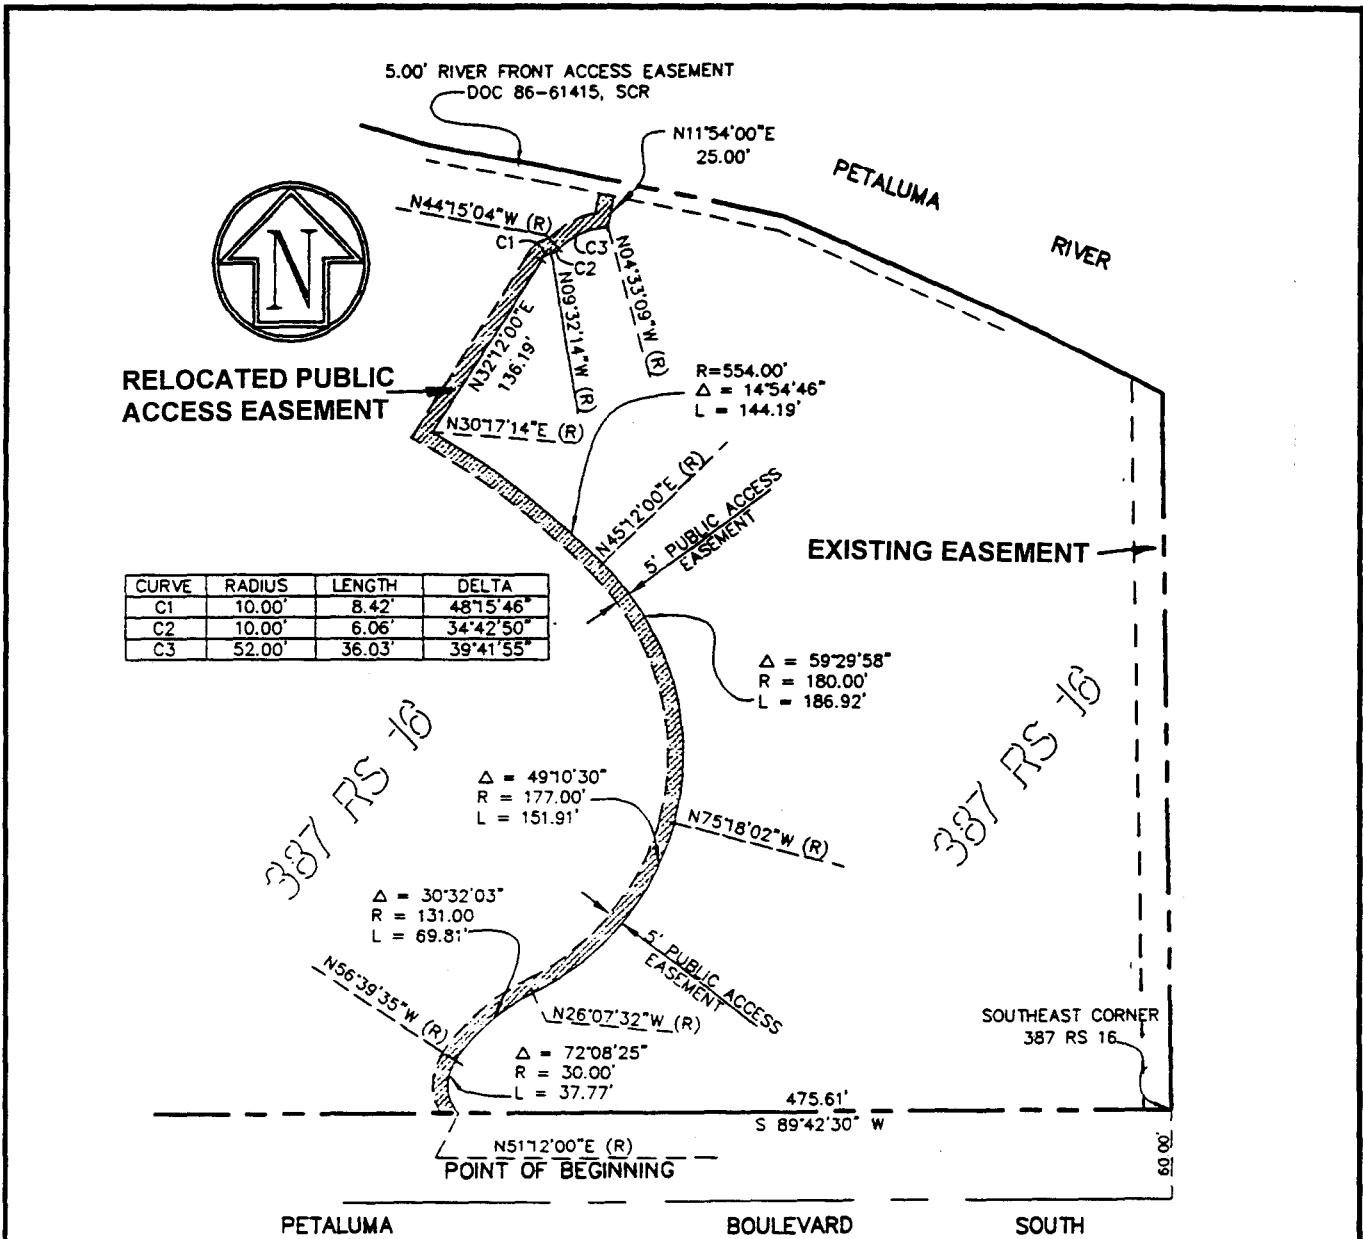 5.00' RIVER FRONT ACCESS EASEMENT
DOC 86-61415, SCR
N11°54'00"E
25.00'
PETALUMA
RIVER
N44°15'04"W (R)
C1
C3
C2
N
N32°12'00"E
136.19'
N09°32'14"W (R)
N04°33'09"W (R)
RELOCATED PUBLIC
ACCESS EASEMENT
R=554.00'
Δ = 14°54'46"
L = 144.19'
N30°17'14"E (R)
N45°12'00"E (R)
5' PUBLIC ACCESS
EASEMENT
EXISTING EASEMENT
CURVE RADIUS LENGTH DELTA
C1 10.00' 8.42' 48°15'46"
C2 10.00' 6.06' 34°42'50"
C3 52.00' 36.03' 39°41'55"
Δ = 59°29'58"
R = 180.00'
L = 186.92'
387 RS 16
387 RS 16
Δ = 49°10'30"
R = 177.00'
L = 151.91'
N75°18'02"W (R)
Δ = 30°32'03"
R = 131.00
L = 69.81'
5' PUBLIC ACCESS
EASEMENT
N56°39'35"W (R)
N26°07'32"W (R)
SOUTHEAST CORNER
387 RS 16
Δ = 72°08'25"
R = 30.00'
L = 37.77'
475.61'
S 89°42'30" W
N51°12'00"E (R)
POINT OF BEGINNING
60.00'
PETALUMA BOULEVARD SOUTH